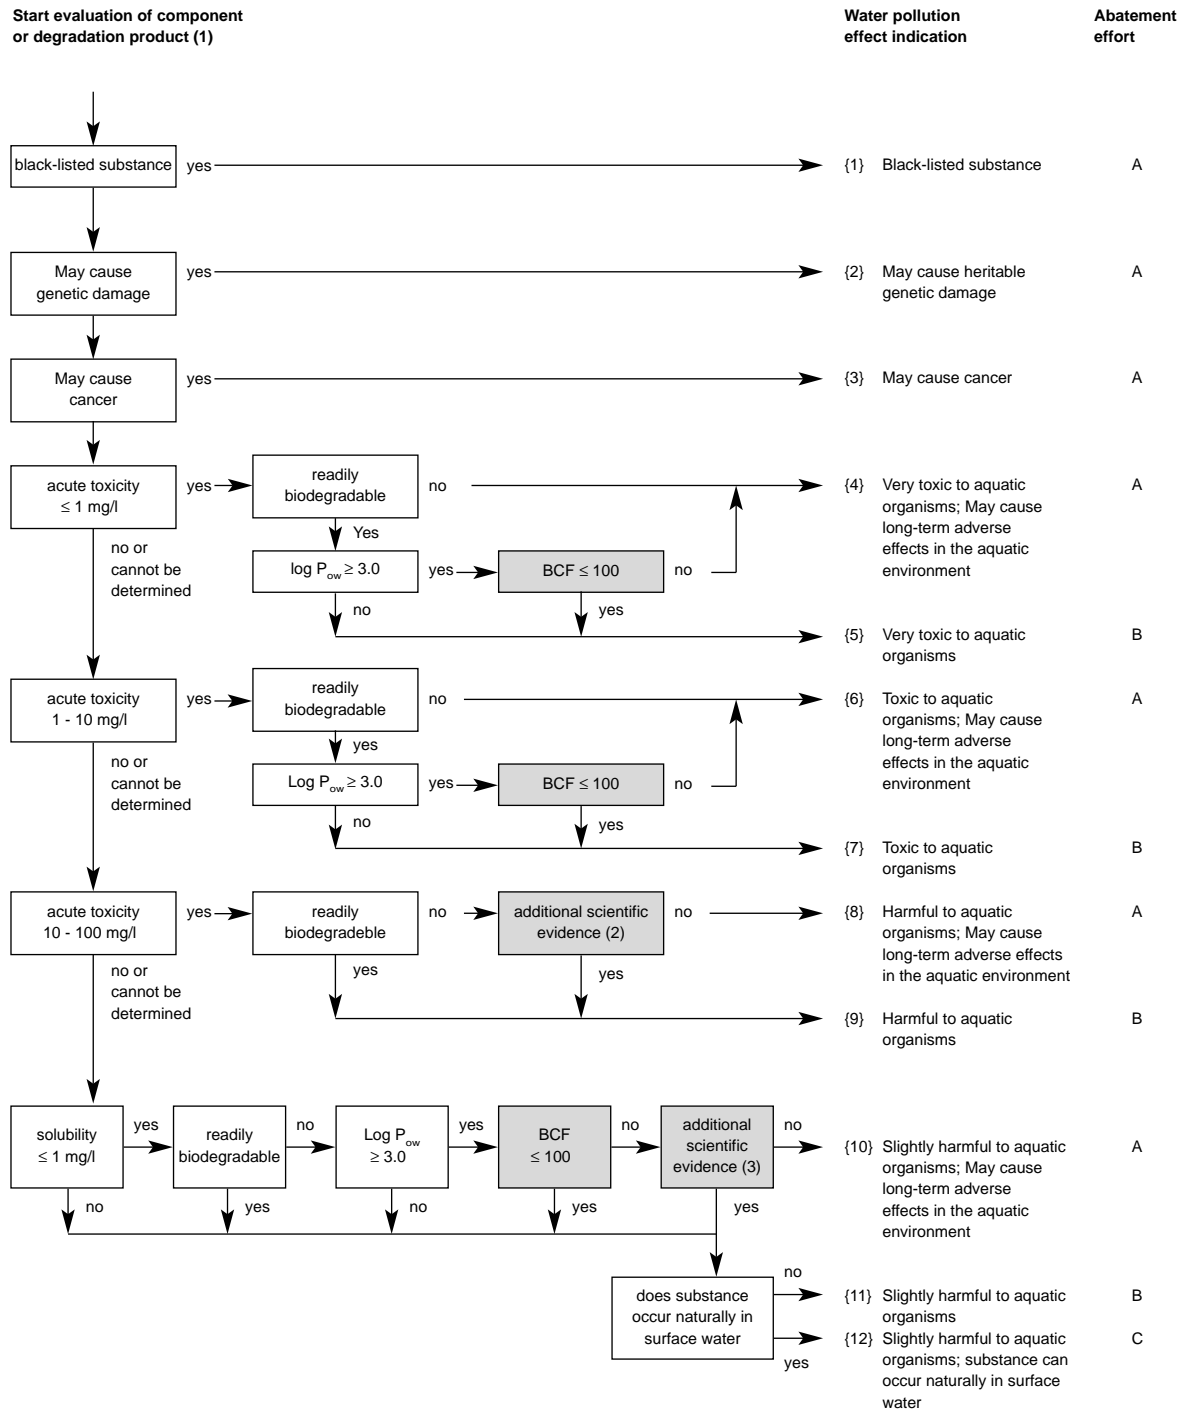 Start evaluation of component
or degradation product (1)
Water pollution
effect indication
Abatement
effort
black-listed substance
yes
{1} Black-listed substance
A
May cause
genetic damage
yes
{2} May cause heritable
genetic damage
A
May cause
cancer
yes
{3} May cause cancer
A
acute toxicity
≤ 1 mg/l
yes
readily
biodegradable
no
{4} Very toxic to aquatic
organisms; May cause
long-term adverse
effects in the aquatic
environment
A
Yes
no or
cannot be
determined
log Pow ≥ 3.0
yes
BCF ≤ 100
no
no
yes
{5} Very toxic to aquatic
organisms
B
acute toxicity
1 - 10 mg/l
yes
readily
biodegradable
no
{6} Toxic to aquatic
organisms; May cause
long-term adverse
effects in the aquatic
environment
A
yes
no or
cannot be
determined
Log Pow ≥ 3.0
yes
BCF ≤ 100
no
no
yes
{7} Toxic to aquatic
organisms
B
acute toxicity
10 - 100 mg/l
yes
readily
biodegradeble
no
additional scientific
evidence (2)
no
{8} Harmful to aquatic
organisms; May cause
long-term adverse effects
in the aquatic environment
A
no or
cannot be
determined
yes
yes
{9} Harmful to aquatic
organisms
B
solubility
≤ 1 mg/l
yes
readily
biodegradable
no
Log Pow
≥ 3.0
yes
BCF
≤ 100
no
additional
scientific
evidence (3)
no
{10} Slightly harmful to aquatic
organisms; May cause
long-term adverse
effects in the aquatic
environment
A
no
yes
no
yes
yes
does substance
occur naturally in
surface water
no
{11} Slightly harmful to aquatic
organisms
B
yes
{12} Slightly harmful to aquatic
organisms; substance can
occur naturally in surface
water
C